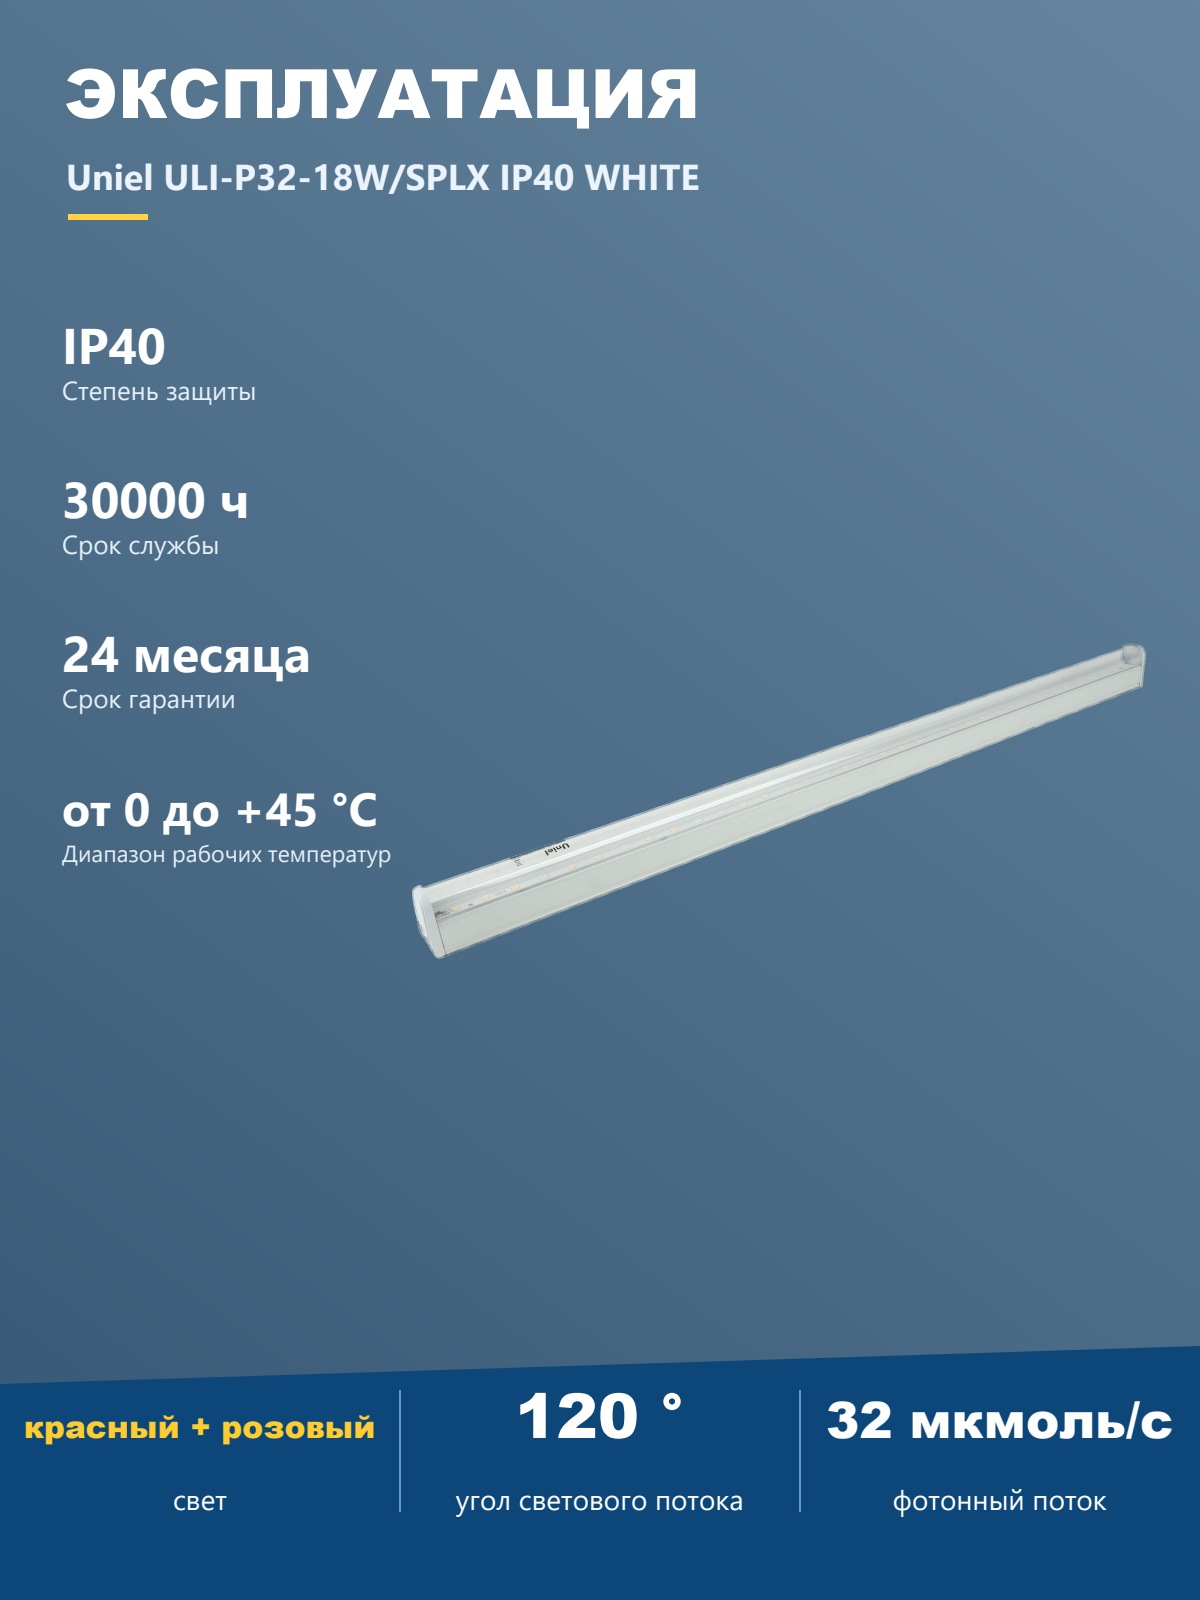 ЭКСПЛУАТАЦИЯ
Uniel ULI-P32-18W/SPLX IP40 WHITE
IP40
Степень защиты
30000 ч
Срок службы
24 месяца
Срок гарантии
от 0 до +45 °C
Диапазон рабочих температур
Uniel
красный + розовый
свет
120 °
угол светового потока
32 мкмоль/с
фотонный поток